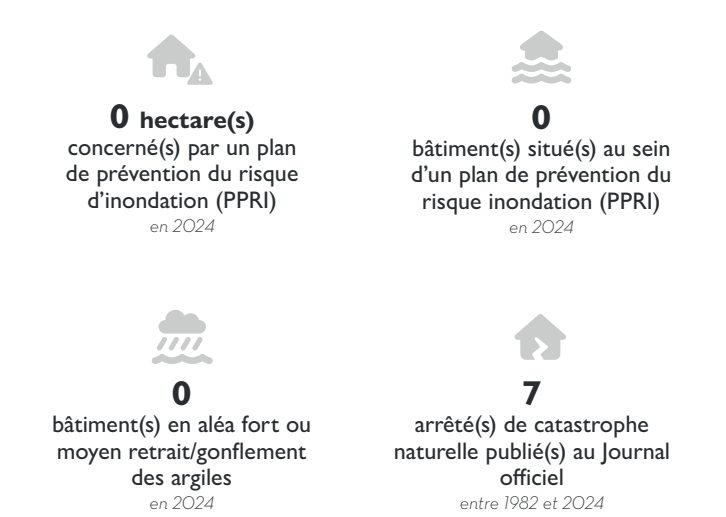 0 hectare(s)
concerné(s) par un plan
de prévention du risque
d’inondation (PPRI)
en 2024
0
bâtiment(s) situé(s) au sein
d’un plan de prévention du
risque inondation (PPRI)
en 2024
0
bâtiment(s) en aléa fort ou
moyen retrait/gonflement
des argiles
en 2024
7
arrêté(s) de catastrophe
naturelle publié(s) au Journal
officiel
entre 1982 et 2024